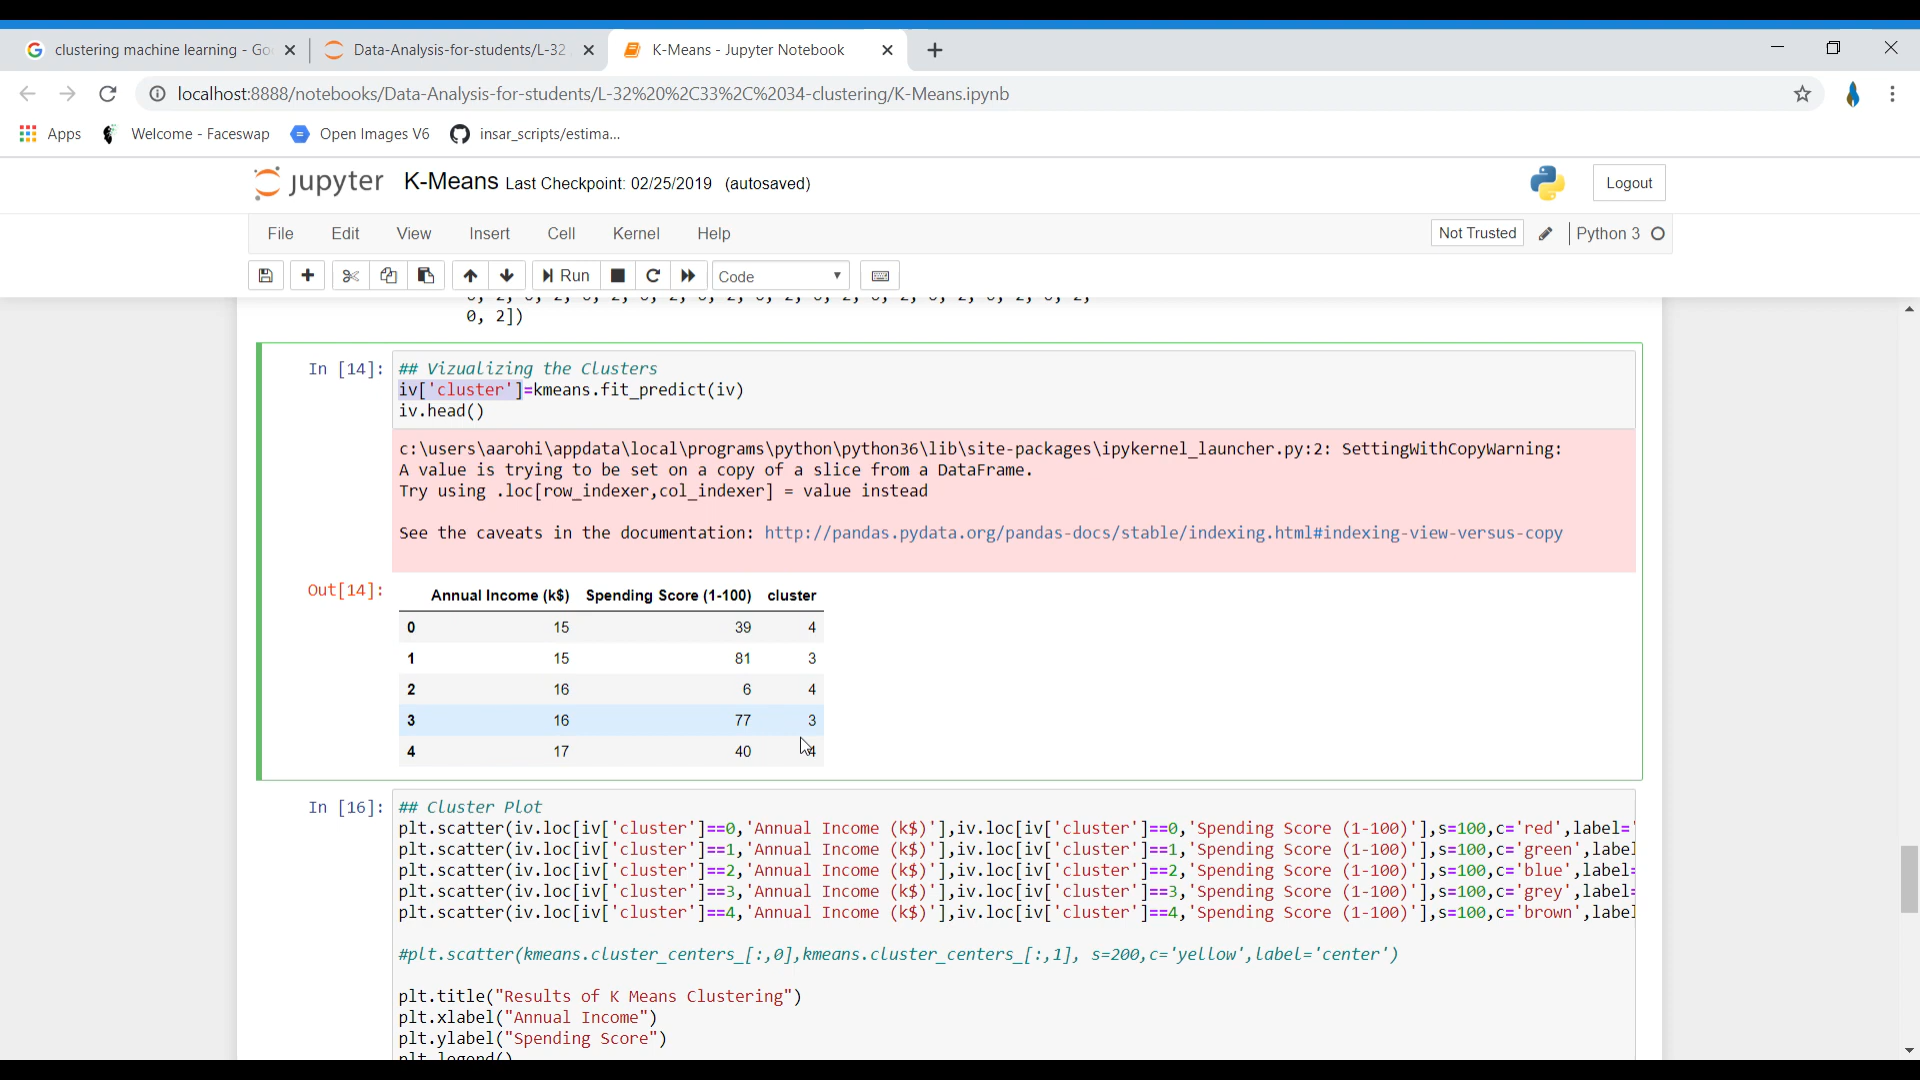 clustering machine learning - Go
Data-Analysis-for-students/L-32
K-Means - Jupyter Notebook
localhost:8888/notebooks/Data-Analysis-for-students/L-32%20%2C33%2C%2034-clustering/K-Means.ipynb
Apps
Welcome - Faceswap
Open Images V6
insar_scripts/estima...
jupyter
K-Means Last Checkpoint: 02/25/2019 (autosaved)
Logout
File Edit View Insert Cell Kernel Help
Not Trusted
Python 3
Run
Code
0, 2])
In [14]:
## Vizualizing the Clusters
iv['cluster']=kmeans.fit_predict(iv)
iv.head()
c:\users\aarohi\appdata\local\programs\python\python36\lib\site-packages\ipykernel_launcher.py:2: SettingWithCopyWarning:
A value is trying to be set on a copy of a slice from a DataFrame.
Try using .loc[row_indexer,col_indexer] = value instead
See the caveats in the documentation: http://pandas.pydata.org/pandas-docs/stable/indexing.html#indexing-view-versus-copy
Out[14]:
Annual Income (k$) Spending Score (1-100) cluster
0 15 39 4
1 15 81 3
2 16 6 4
3 16 77 3
4 17 40 4
In [16]:
## Cluster Plot
plt.scatter(iv.loc[iv['cluster']==0,'Annual Income (k$)'],iv.loc[iv['cluster']==0,'Spending Score (1-100)'],s=100,c='red',label='
plt.scatter(iv.loc[iv['cluster']==1,'Annual Income (k$)'],iv.loc[iv['cluster']==1,'Spending Score (1-100)'],s=100,c='green',label
plt.scatter(iv.loc[iv['cluster']==2,'Annual Income (k$)'],iv.loc[iv['cluster']==2,'Spending Score (1-100)'],s=100,c='blue',label=
plt.scatter(iv.loc[iv['cluster']==3,'Annual Income (k$)'],iv.loc[iv['cluster']==3,'Spending Score (1-100)'],s=100,c='grey',label=
plt.scatter(iv.loc[iv['cluster']==4,'Annual Income (k$)'],iv.loc[iv['cluster']==4,'Spending Score (1-100)'],s=100,c='brown',label
#plt.scatter(kmeans.cluster_centers_[:,0],kmeans.cluster_centers_[:,1], s=200,c='yellow',label='center')
plt.title("Results of K Means Clustering")
plt.xlabel("Annual Income")
plt.ylabel("Spending Score")
plt.legend()